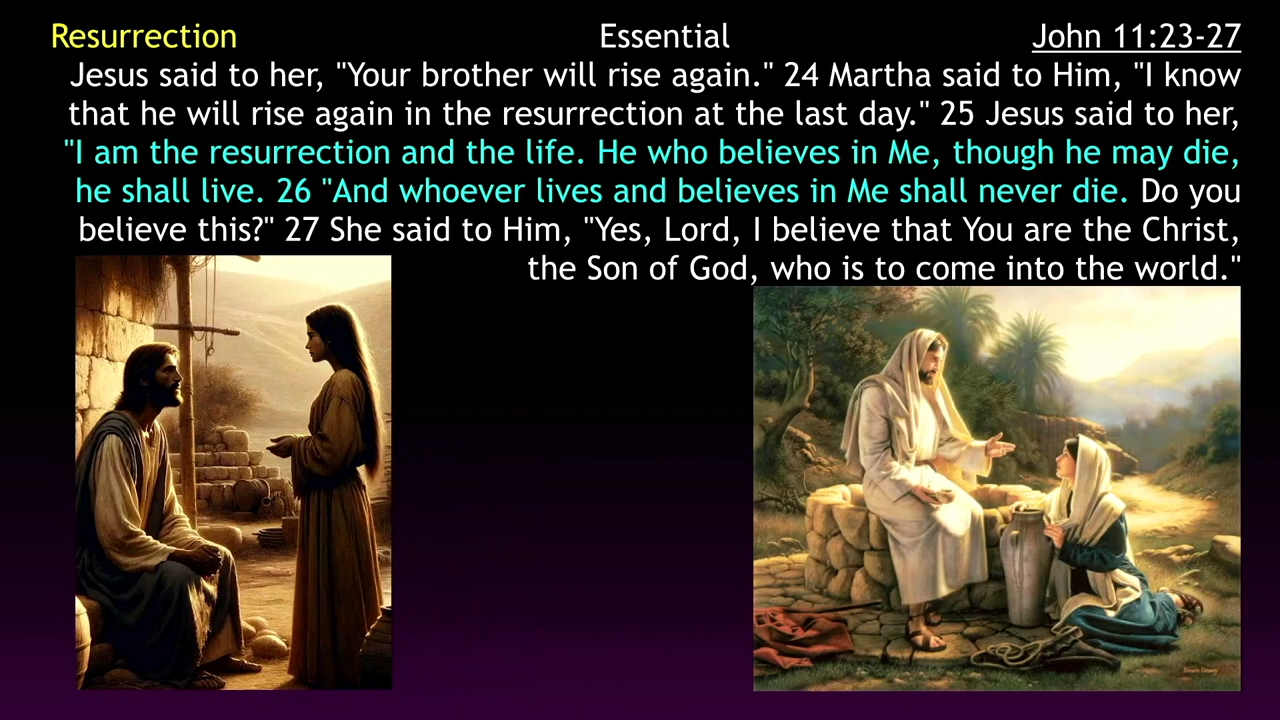 Resurrection Essential John 11:23-27
Jesus said to her, "Your brother will rise again." 24 Martha said to Him, "I know
that he will rise again in the resurrection at the last day." 25 Jesus said to her,
"I am the resurrection and the life. He who believes in Me, though he may die,
he shall live. 26 "And whoever lives and believes in Me shall never die. Do you
believe this?" 27 She said to Him, "Yes, Lord, I believe that You are the Christ,
the Son of God, who is to come into the world."